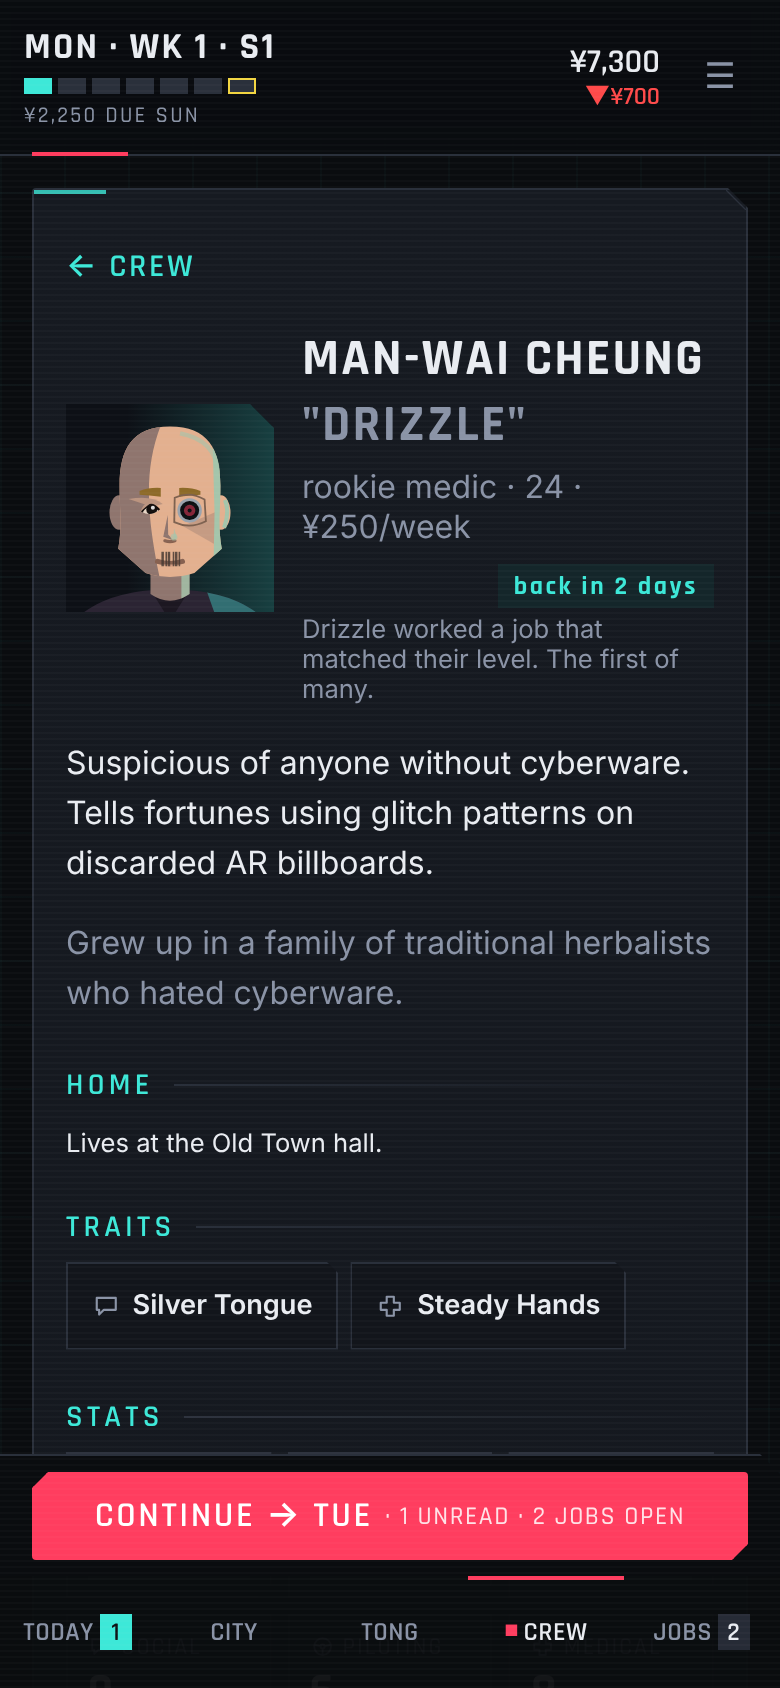 MON · WK 1 · S1
¥2,250 DUE SUN
¥7,300
▼¥700
☰
← CREW
MAN-WAI CHEUNG
"DRIZZLE"
rookie medic · 24 ·
¥250/week
back in 2 days
Drizzle worked a job that
matched their level. The first of
many.
Suspicious of anyone without cyberware.
Tells fortunes using glitch patterns on
discarded AR billboards.
Grew up in a family of traditional herbalists
who hated cyberware.
HOME
Lives at the Old Town hall.
TRAITS
Silver Tongue
Steady Hands
STATS
CONTINUE → TUE · 1 UNREAD · 2 JOBS OPEN
TODAY 1
CITY
TONG
CREW
JOBS 2
SOCIAL
PILOTING
MEDICAL